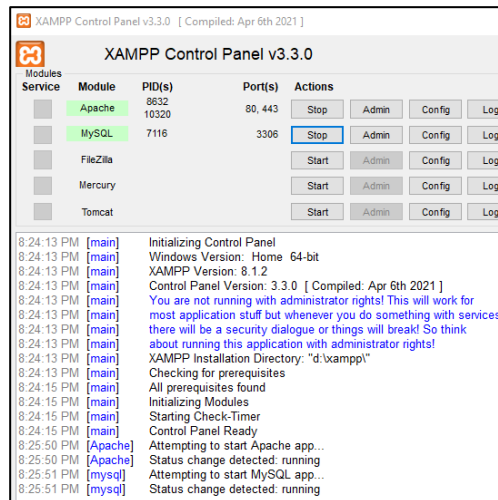 XAMPP Control Panel v3.3.0 [ Compiled: Apr 6th 2021 ]
XAMPP Control Panel v3.3.0
Modules
Service Module PID(s) Port(s) Actions
Apache 8632 10320 80, 443 Stop Admin Config Log
MySQL 7116 3306 Stop Admin Config Log
FileZilla Start Admin Config Log
Mercury Start Admin Config Log
Tomcat Start Admin Config Log
8:24:13 PM [main] Initializing Control Panel
8:24:13 PM [main] Windows Version: Home 64-bit
8:24:13 PM [main] XAMPP Version: 8.1.2
8:24:13 PM [main] Control Panel Version: 3.3.0 [ Compiled: Apr 6th 2021 ]
8:24:13 PM [main] You are not running with administrator rights! This will work for
8:24:13 PM [main] most application stuff but whenever you do something with services
8:24:13 PM [main] there will be a security dialogue or things will break! So think
8:24:13 PM [main] about running this application with administrator rights!
8:24:13 PM [main] XAMPP Installation Directory: "d:\xampp\"
8:24:13 PM [main] Checking for prerequisites
8:24:15 PM [main] All prerequisites found
8:24:15 PM [main] Initializing Modules
8:24:15 PM [main] Starting Check-Timer
8:24:15 PM [main] Control Panel Ready
8:25:50 PM [Apache] Attempting to start Apache app...
8:25:50 PM [Apache] Status change detected: running
8:25:51 PM [mysql] Attempting to start MySQL app...
8:25:51 PM [mysql] Status change detected: running